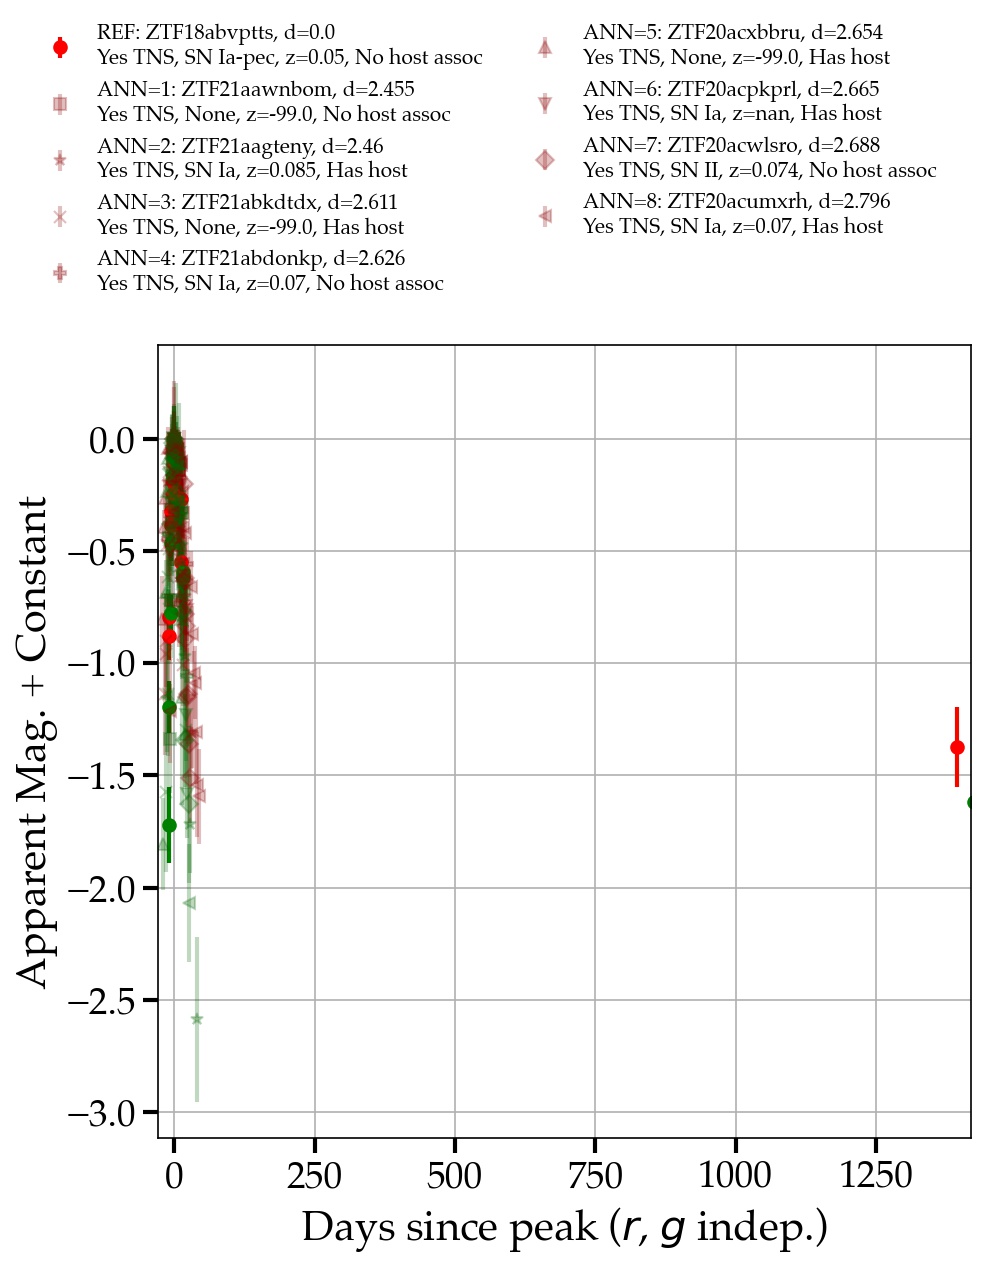 REF: ZTF18abvptts, d=0.0
Yes TNS, SN Ia-pec, z=0.05, No host assoc
ANN=1: ZTF21aawnbom, d=2.455
Yes TNS, None, z=-99.0, No host assoc
ANN=2: ZTF21aagteny, d=2.46
Yes TNS, SN Ia, z=0.085, Has host
ANN=3: ZTF21abkdtdx, d=2.611
Yes TNS, None, z=-99.0, Has host
ANN=4: ZTF21abdonkp, d=2.626
Yes TNS, SN Ia, z=0.07, No host assoc
ANN=5: ZTF20acxbbru, d=2.654
Yes TNS, None, z=-99.0, Has host
ANN=6: ZTF20acpkprl, d=2.665
Yes TNS, SN Ia, z=nan, Has host
ANN=7: ZTF20acwlsro, d=2.688
Yes TNS, SN II, z=0.074, No host assoc
ANN=8: ZTF20acumxrh, d=2.796
Yes TNS, SN Ia, z=0.07, Has host
Apparent Mag. + Constant
0.0
−0.5
−1.0
−1.5
−2.0
−2.5
−3.0
0 250 500 750 1000 1250
Days since peak (r, g indep.)